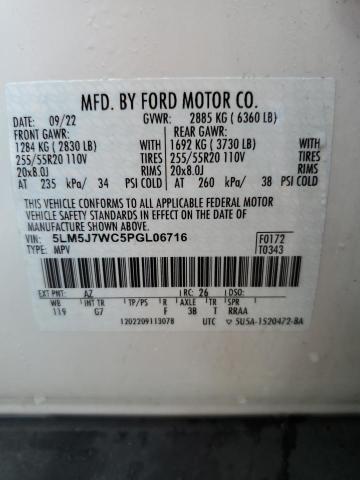 MFD. BY FORD MOTOR CO.
DATE: 09/22 GVWR: 2885 KG ( 6360 LB)
FRONT GAWR: REAR GAWR:
1284 KG ( 2830 LB) 1692 KG ( 3730 LB)
255/55R20 110V TIRES 255/55R20 110V TIRES
20x8.0J RIMS 20x8.0J RIMS
AT 235 kPa/ 34 PSI COLD AT 260 kPa/ 38 PSI COLD
THIS VEHICLE CONFORMS TO ALL APPLICABLE FEDERAL MOTOR
VEHICLE SAFETY AND BUMPER STANDARDS IN EFFECT ON THE DATE OF
MANUFACTURE SHOWN ABOVE.
VIN: 5LM5J7WC5PGL06716 F0172
TYPE: MPV T0343
EXT PNT: AZ RC: 26 DSO:
WB INT TR TP/PS R AXLE TR SPR
119 G7 F 3B T RRAA
1202209113078 UTC 5U5A-1520472-BA